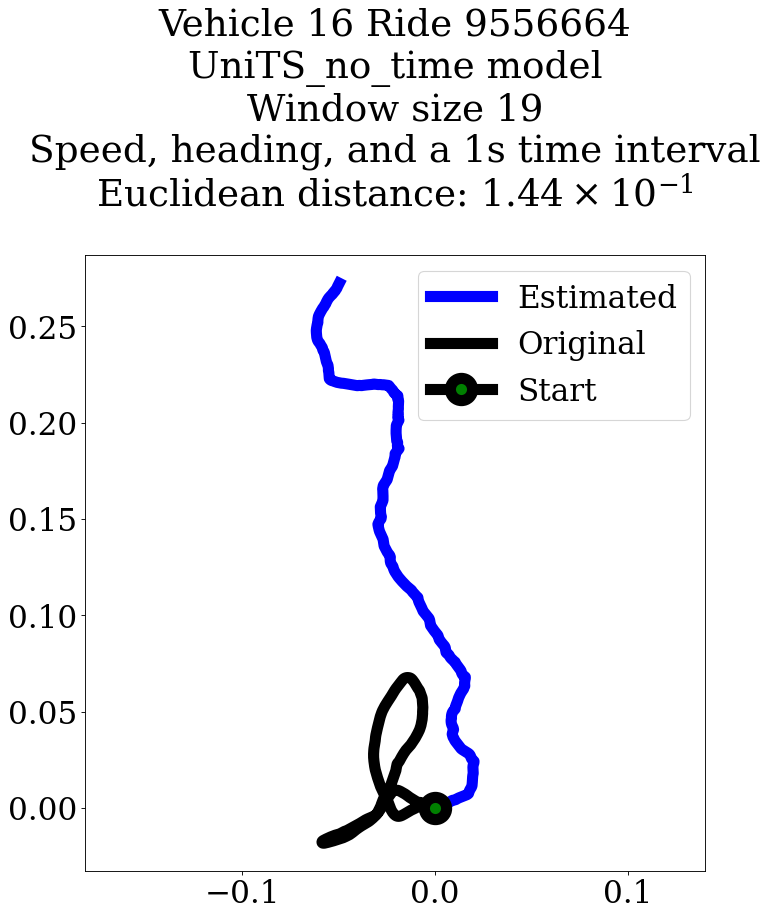 Vehicle 16 Ride 9556664
UniTS_no_time model
Window size 19
Speed, heading, and a 1s time interval
Euclidean distance: 1.44 × 10⁻¹
Estimated
Original
Start
0.25
0.20
0.15
0.10
0.05
0.00
−0.1
0.0
0.1